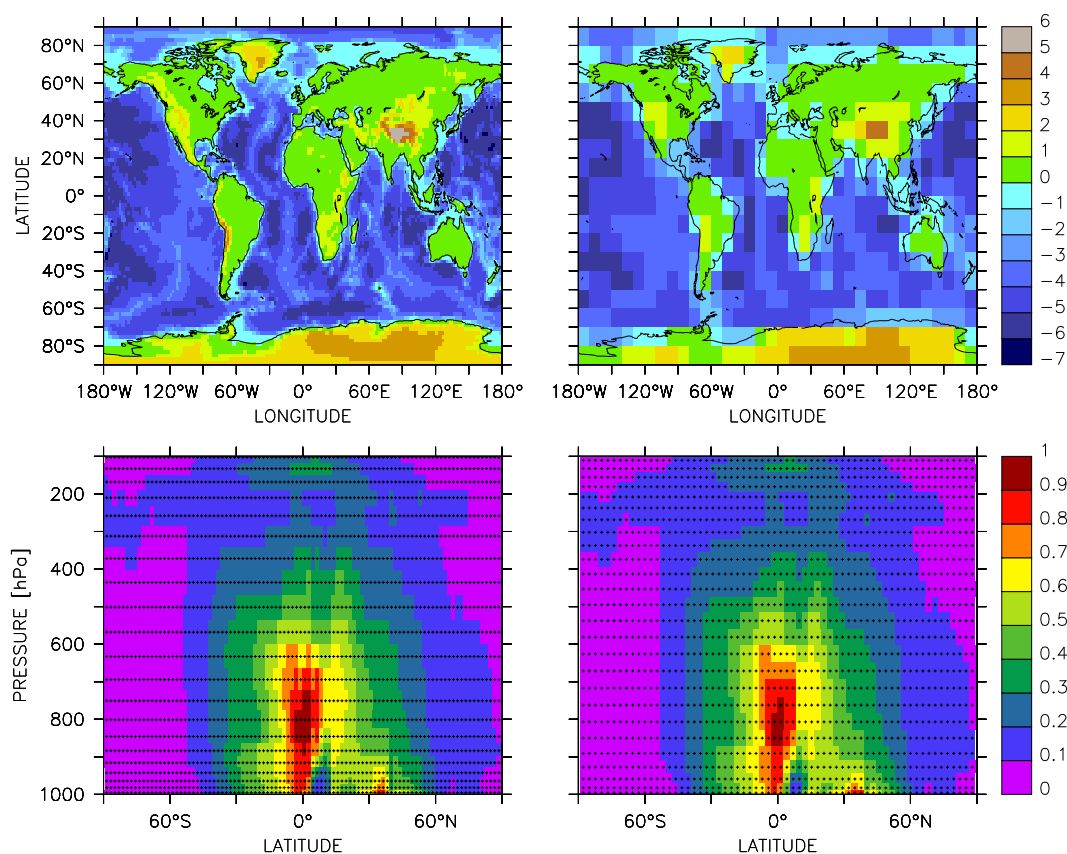 80°N
60°N
40°N
20°N
0°
20°S
40°S
60°S
80°S
LATITUDE
180°W 120°W 60°W 0° 60°E 120°E 180°
LONGITUDE
180°W 120°W 60°W 0° 60°E 120°E 180°
LONGITUDE
6
5
4
3
2
1
0
−1
−2
−3
−4
−5
−6
−7
200
400
600
800
1000
PRESSURE [hPa]
60°S 0° 60°N
LATITUDE
60°S 0° 60°N
LATITUDE
1
0.9
0.8
0.7
0.6
0.5
0.4
0.3
0.2
0.1
0